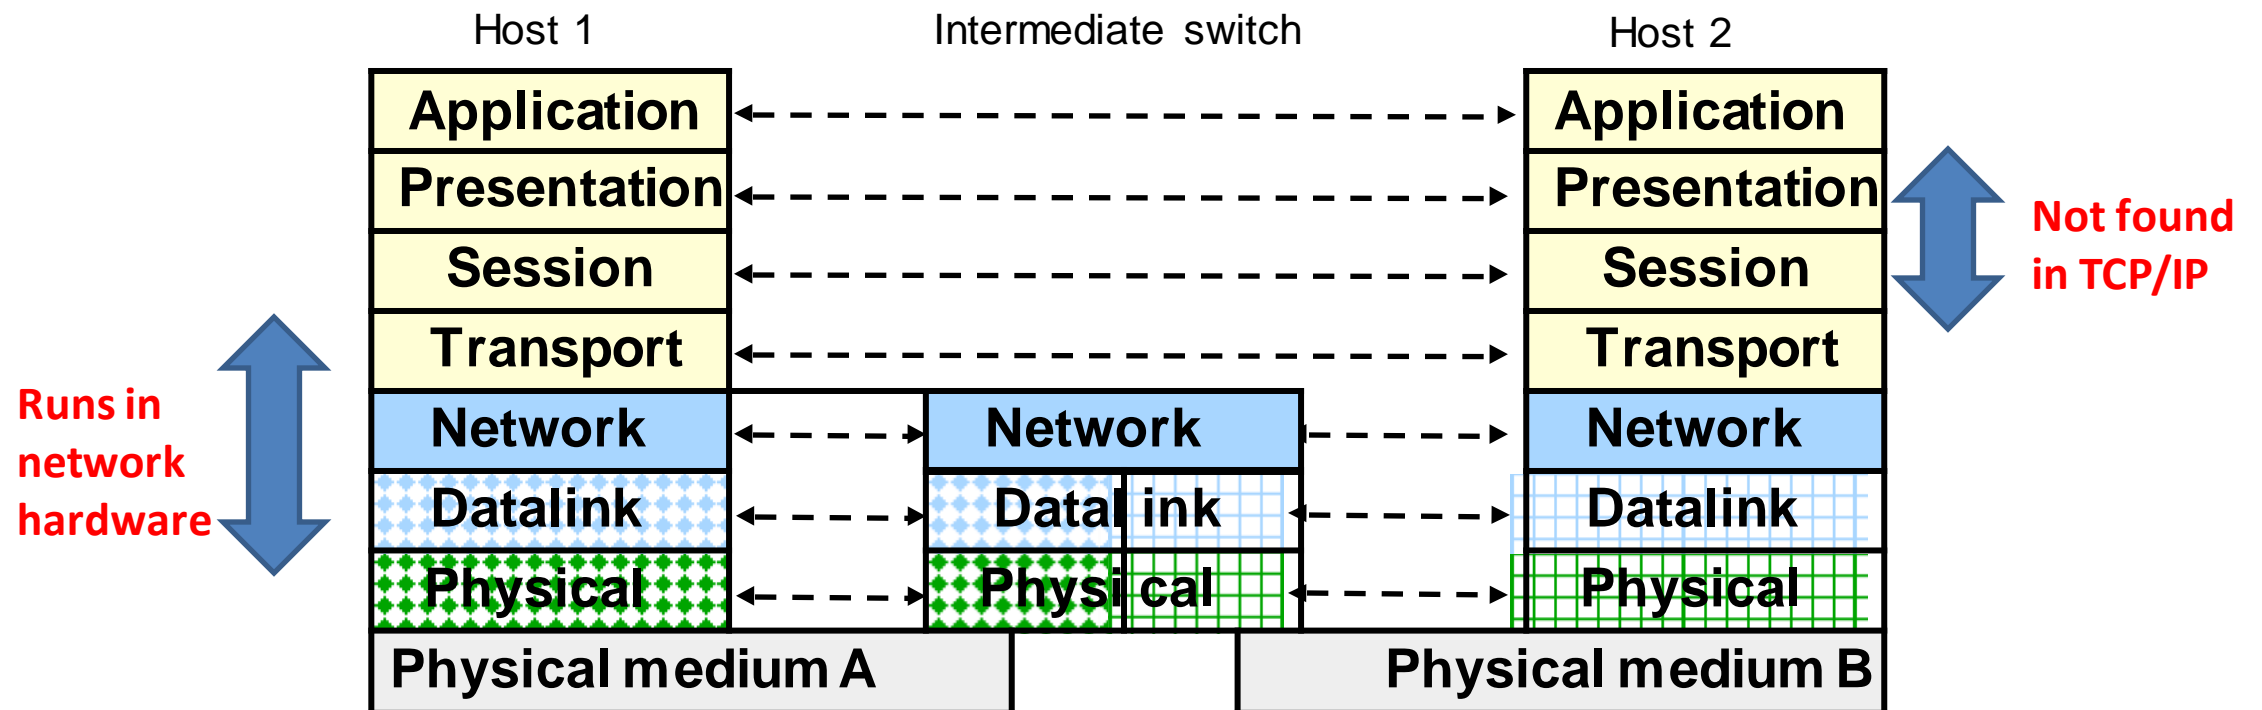 Host 1 Intermediate switch Host 2
Application Application
Presentation Presentation
Session Session
Transport Transport
Network Network Network
Datalink Datal ink Datalink
Physical Physi cal Physical
Physical medium A Physical medium B
Runs in
network
hardware
Not found
in TCP/IP